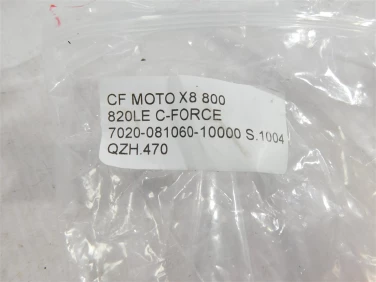 CF MOTO X8 800
820LE C-FORCE
7020-081060-10000 S.1004
QZH.470